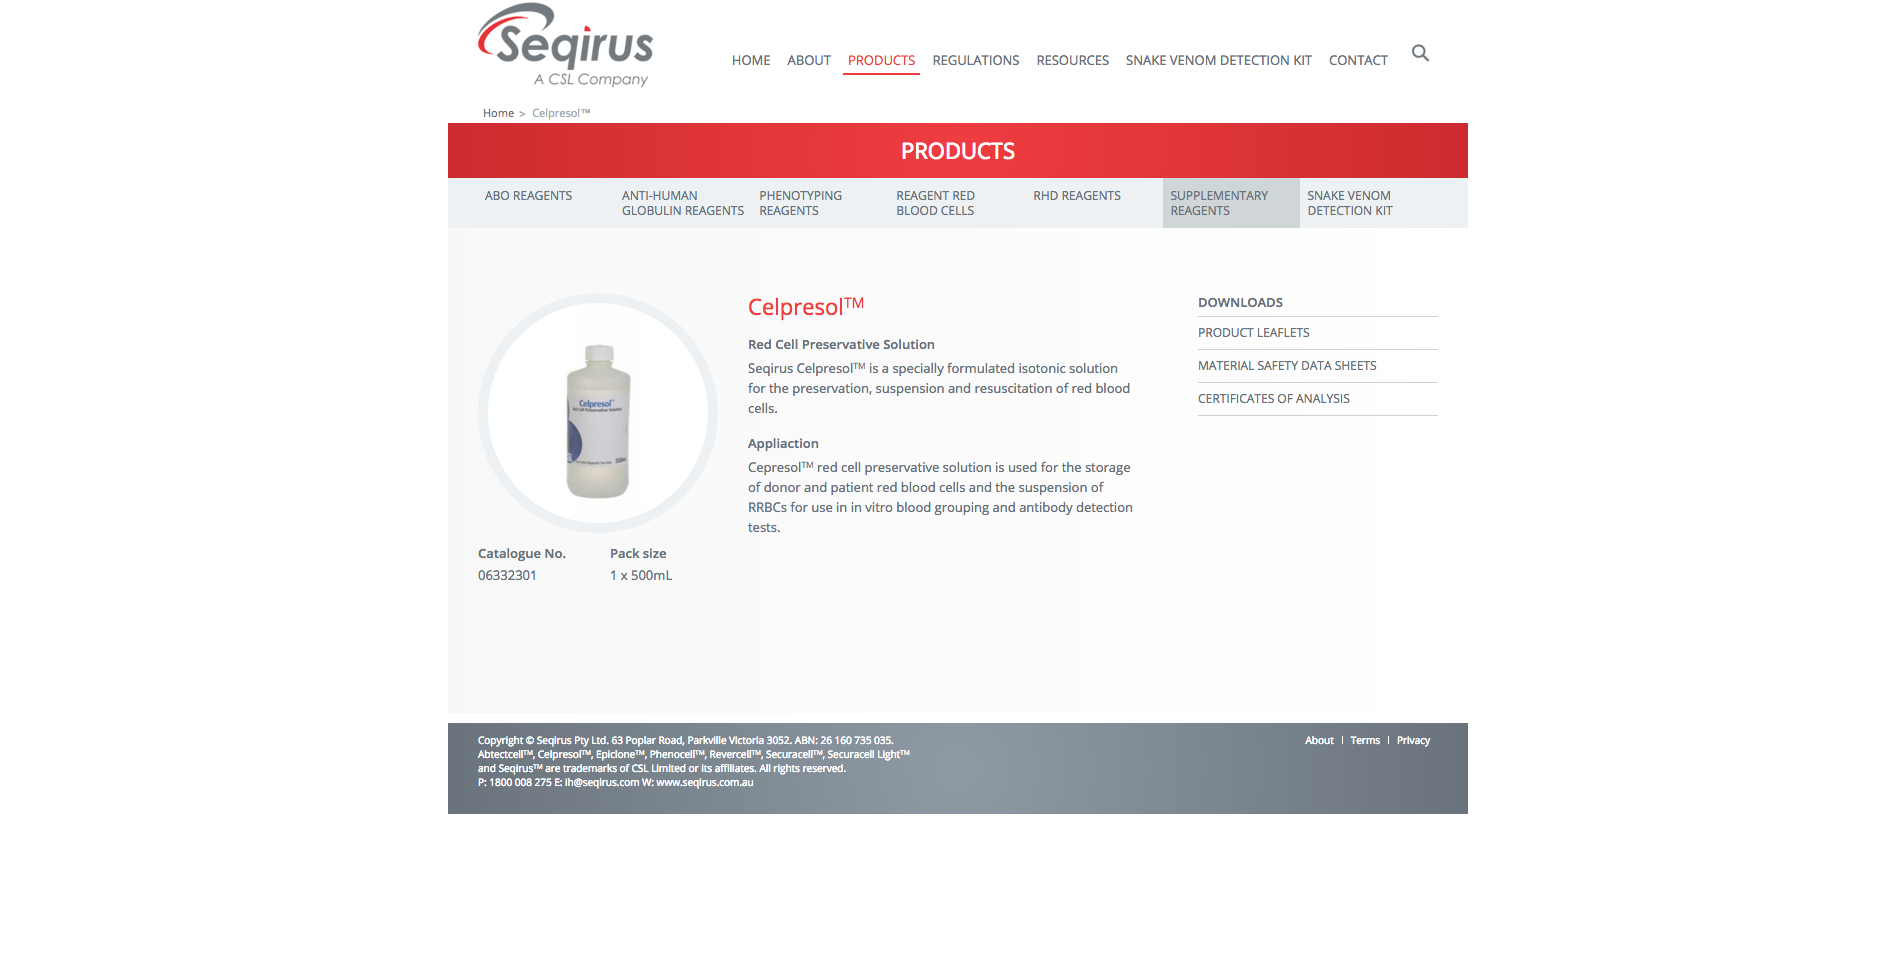 Seqirus
A CSL Company
HOME ABOUT PRODUCTS REGULATIONS RESOURCES SNAKE VENOM DETECTION KIT CONTACT
Home > Celpresol™
PRODUCTS
ABO REAGENTS
ANTI-HUMAN
GLOBULIN REAGENTS
PHENOTYPING
REAGENTS
REAGENT RED
BLOOD CELLS
RHD REAGENTS
SUPPLEMENTARY
REAGENTS
SNAKE VENOM
DETECTION KIT
Celpresol™
Red Cell Preservative Solution
500mL
Catalogue No. Pack size
06332301 1 x 500mL
Celpresol™
Red Cell Preservative Solution
Seqirus Celpresol™ is a specially formulated isotonic solution
for the preservation, suspension and resuscitation of red blood
cells.
Appliaction
Cepresol™ red cell preservative solution is used for the storage
of donor and patient red blood cells and the suspension of
RRBCs for use in in vitro blood grouping and antibody detection
tests.
DOWNLOADS
PRODUCT LEAFLETS
MATERIAL SAFETY DATA SHEETS
CERTIFICATES OF ANALYSIS
Copyright © Seqirus Pty Ltd. 63 Poplar Road, Parkville Victoria 3052. ABN: 26 160 735 035.
Abtectcell™, Celpresol™, Epiclone™, Phenocell™, Revercell™, Securacell™, Securacell Light™
and Seqirus™ are trademarks of CSL Limited or its affiliates. All rights reserved.
P: 1800 008 275 E: ih@seqirus.com W: www.seqirus.com.au
About | Terms | Privacy